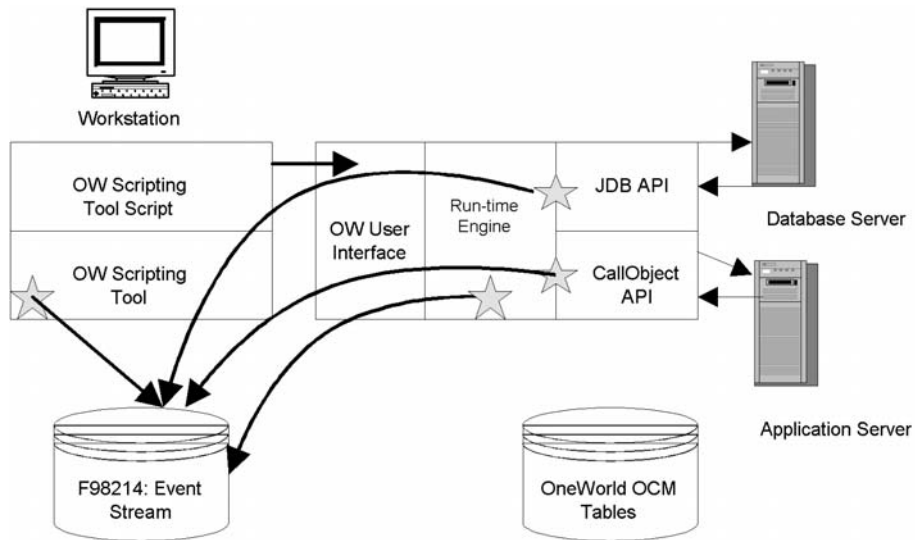 Workstation
OW Scripting
Tool Script
OW Scripting
Tool
OW User
Interface
Run-time
Engine
JDB API
CallObject
API
Database Server
Application Server
F98214: Event
Stream
OneWorld OCM
Tables